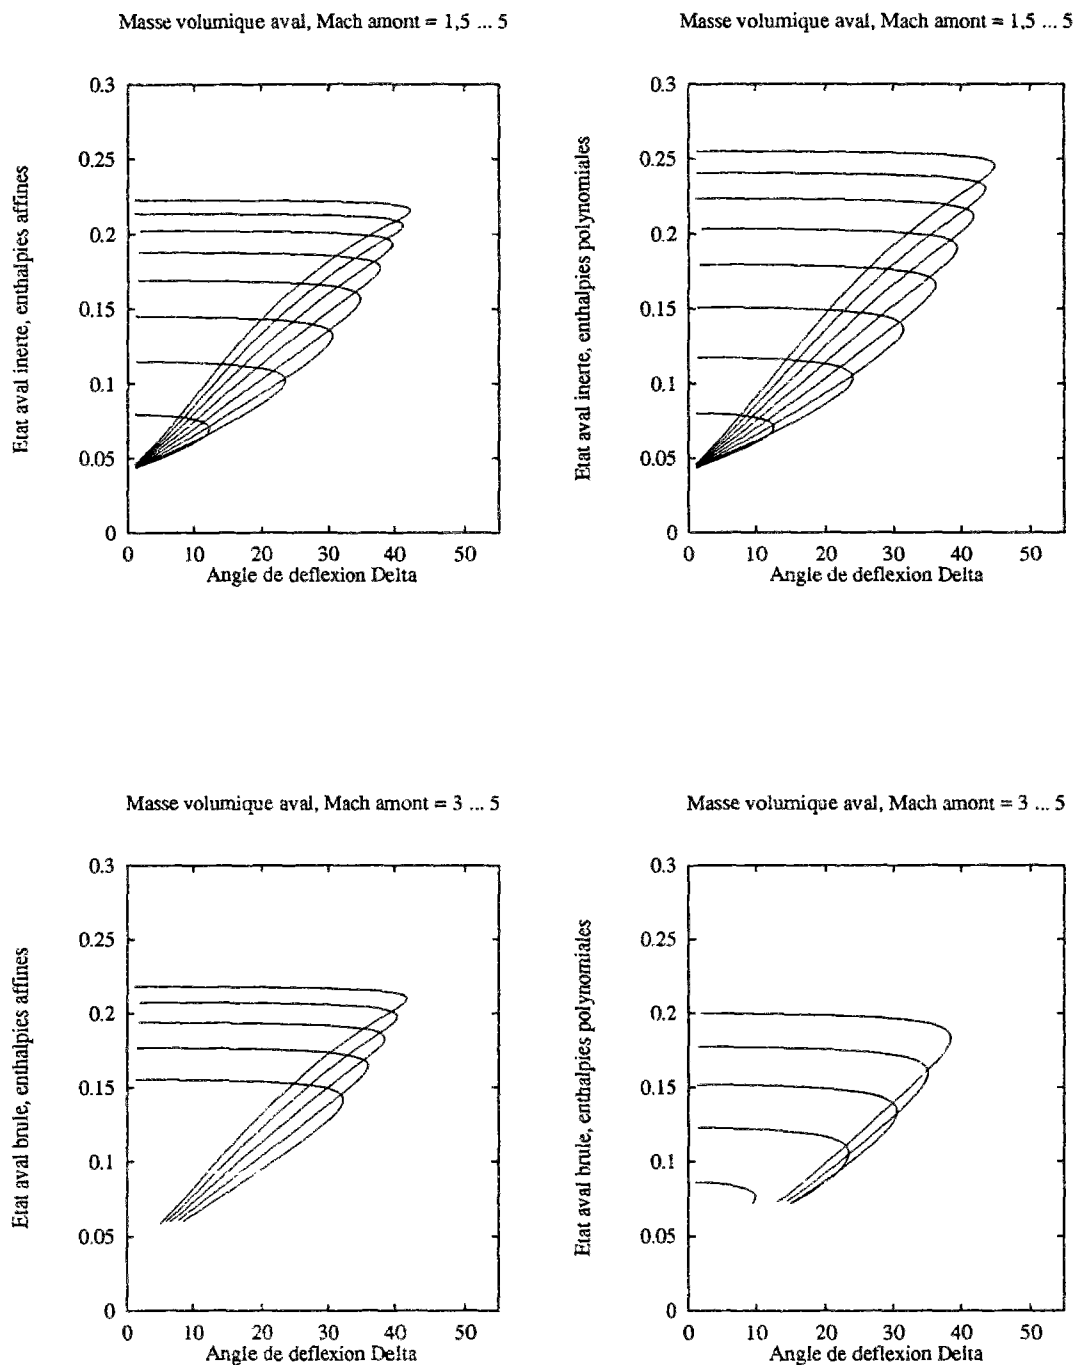 Masse volumique aval, Mach amont = 1,5 ... 5
Etat aval inerte, enthalpies affines
0.3
0.25
0.2
0.15
0.1
0.05
0
0 10 20 30 40 50
Angle de deflexion Delta
Masse volumique aval, Mach amont = 1,5 ... 5
Etat aval inerte, enthalpies polynomiales
0.3
0.25
0.2
0.15
0.1
0.05
0
0 10 20 30 40 50
Angle de deflexion Delta
Masse volumique aval, Mach amont = 3 ... 5
Etat aval brule, enthalpies affines
0.3
0.25
0.2
0.15
0.1
0.05
0
0 10 20 30 40 50
Angle de deflexion Delta
Masse volumique aval, Mach amont = 3 ... 5
Etat aval brule, enthalpies polynomiales
0.3
0.25
0.2
0.15
0.1
0.05
0
0 10 20 30 40 50
Angle de deflexion Delta